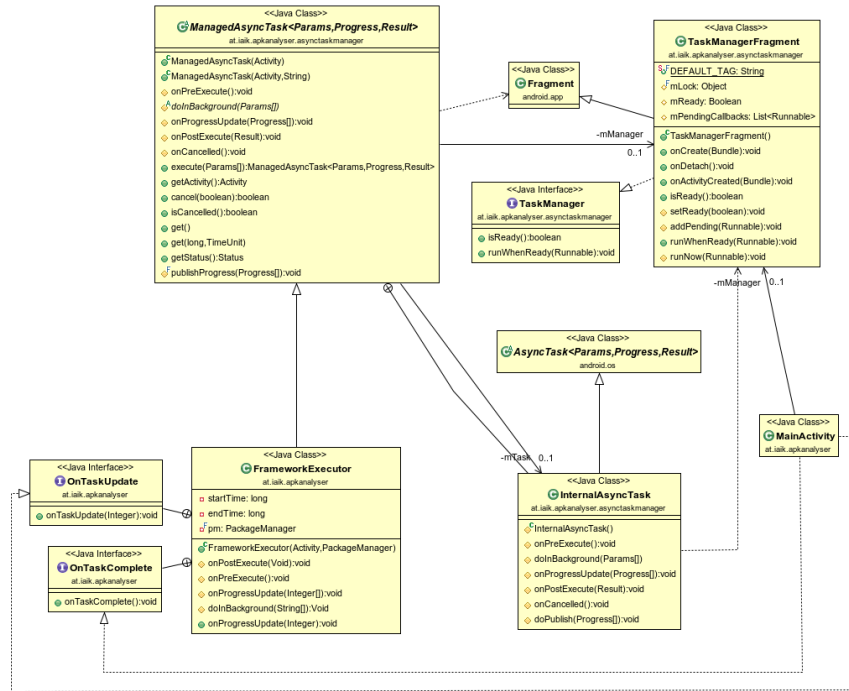 <<Java Class>>
ManagedAsyncTask<Params,Progress,Result>
at.iaik.apkanalyser.asynctaskmanager
ManagedAsyncTask(Activity)
ManagedAsyncTask(Activity,String)
onPreExecute():void
doInBackground(Params[])
onProgressUpdate(Progress[]):void
onPostExecute(Result):void
onCancelled():void
execute(Params[]):ManagedAsyncTask<Params,Progress,Result>
getActivity():Activity
cancel(boolean):boolean
isCancelled():boolean
get()
get(long,TimeUnit)
getStatus():Status
publishProgress(Progress[]):void
<<Java Class>>
Fragment
android.app
<<Java Class>>
TaskManagerFragment
at.iaik.apkanalyser.asynctaskmanager
DEFAULT_TAG: String
mLock: Object
mReady: Boolean
mPendingCallbacks: List<Runnable>
TaskManagerFragment()
onCreate(Bundle):void
onDetach():void
onActivityCreated(Bundle):void
isReady():boolean
setReady(boolean):void
addPending(Runnable):void
runWhenReady(Runnable):void
runNow(Runnable):void
-mManager
0..1
<<Java Interface>>
TaskManager
at.iaik.apkanalyser.asynctaskmanager
isReady():boolean
runWhenReady(Runnable):void
-mManager
0..1
<<Java Class>>
AsyncTask<Params,Progress,Result>
android.os
<<Java Class>>
MainActivity
at.iaik.apkanalyser
-mTask
0..1
<<Java Interface>>
OnTaskUpdate
at.iaik.apkanalyser
onTaskUpdate(Integer):void
<<Java Interface>>
OnTaskComplete
at.iaik.apkanalyser
onTaskComplete():void
<<Java Class>>
FrameworkExecutor
at.iaik.apkanalyser
startTime: long
endTime: long
pm: PackageManager
FrameworkExecutor(Activity,PackageManager)
onPostExecute(Void):void
onPreExecute():void
onProgressUpdate(Integer[]):void
doInBackground(String[]):Void
onProgressUpdate(Integer):void
<<Java Class>>
InternalAsyncTask
at.iaik.apkanalyser.asynctaskmanager
InternalAsyncTask()
onPreExecute():void
doInBackground(Params[])
onProgressUpdate(Progress[]):void
onPostExecute(Result):void
onCancelled():void
doPublish(Progress[]):void